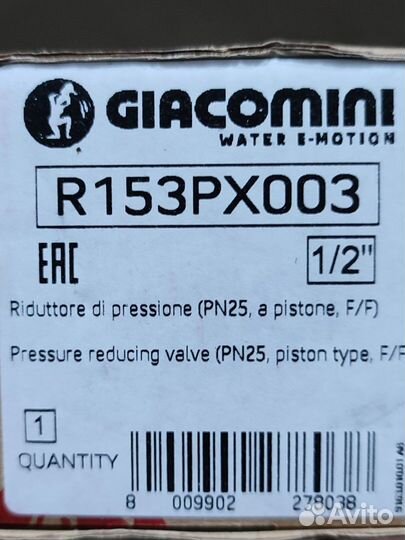 GIACOMINI
WATER E-MOTION
R153PX003
EAC
1/2"
Riduttore di pressione (PN25, a pistone, F/F)
Pressure reducing valve (PN25, piston type, F/F
1
QUANTITY
8 009902 278038
Avito